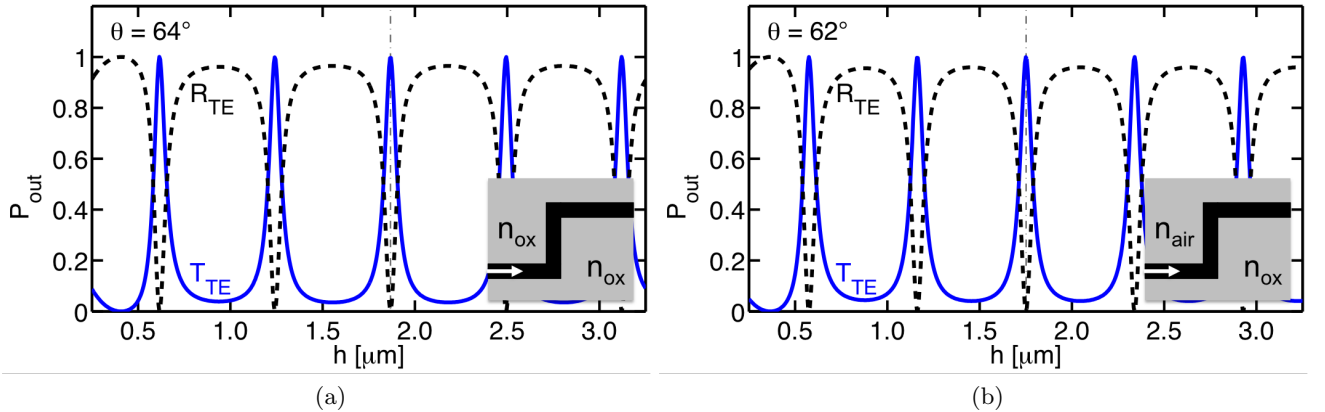 θ = 64°
P_out
1
0.8
0.6
0.4
0.2
0
R_TE
T_TE
n_ox
n_ox
0.5 1.0 1.5 2.0 2.5 3.0
h [μm]
(a)
θ = 62°
P_out
1
0.8
0.6
0.4
0.2
0
R_TE
T_TE
n_air
n_ox
0.5 1.0 1.5 2.0 2.5 3.0
h [μm]
(b)